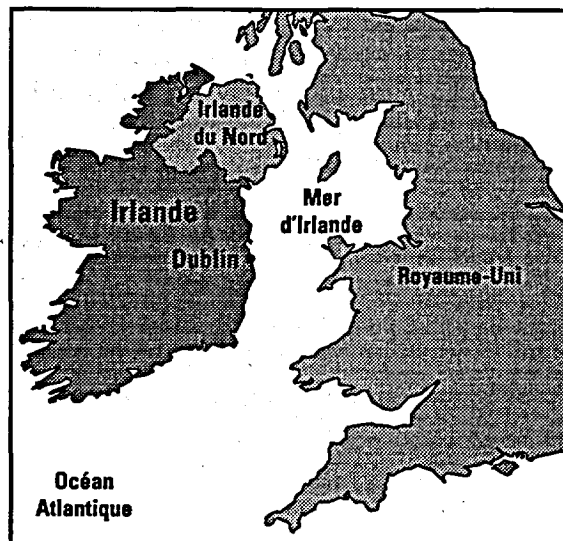 Irlande
du Nord
Irlande
Dublin
Mer
d'Irlande
Royaume-Uni
Océan
Atlantique